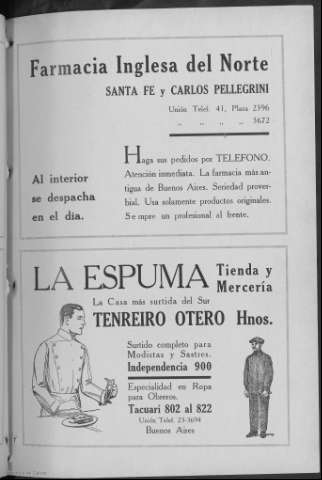 Farmacia Inglesa del Norte
SANTA FE y CARLOS PELLEGRINI
Unión Telef. 41, Plaza 2396
„ „ „ „ 3672
Al interior
se despacha
en el día.
Haga sus pedidos por TELEFONO.
Atención inmediata. La farmacia más an-
tigua de Buenos Aires. Seriedad prover-
bial. Usa solamente productos originales.
Se mpre un profesional al frente.
LA ESPUMA Tienda y
Mercería
La Casa más surtida del Sur
TENREIRO OTERO Hnos.
Surtido completo para
Modistas y Sastres.
Independencia 900
Especialidad en Ropa
para Obreros.
Tacuarí 802 al 822
Unión Telef. 23-3694
Buenos Aires